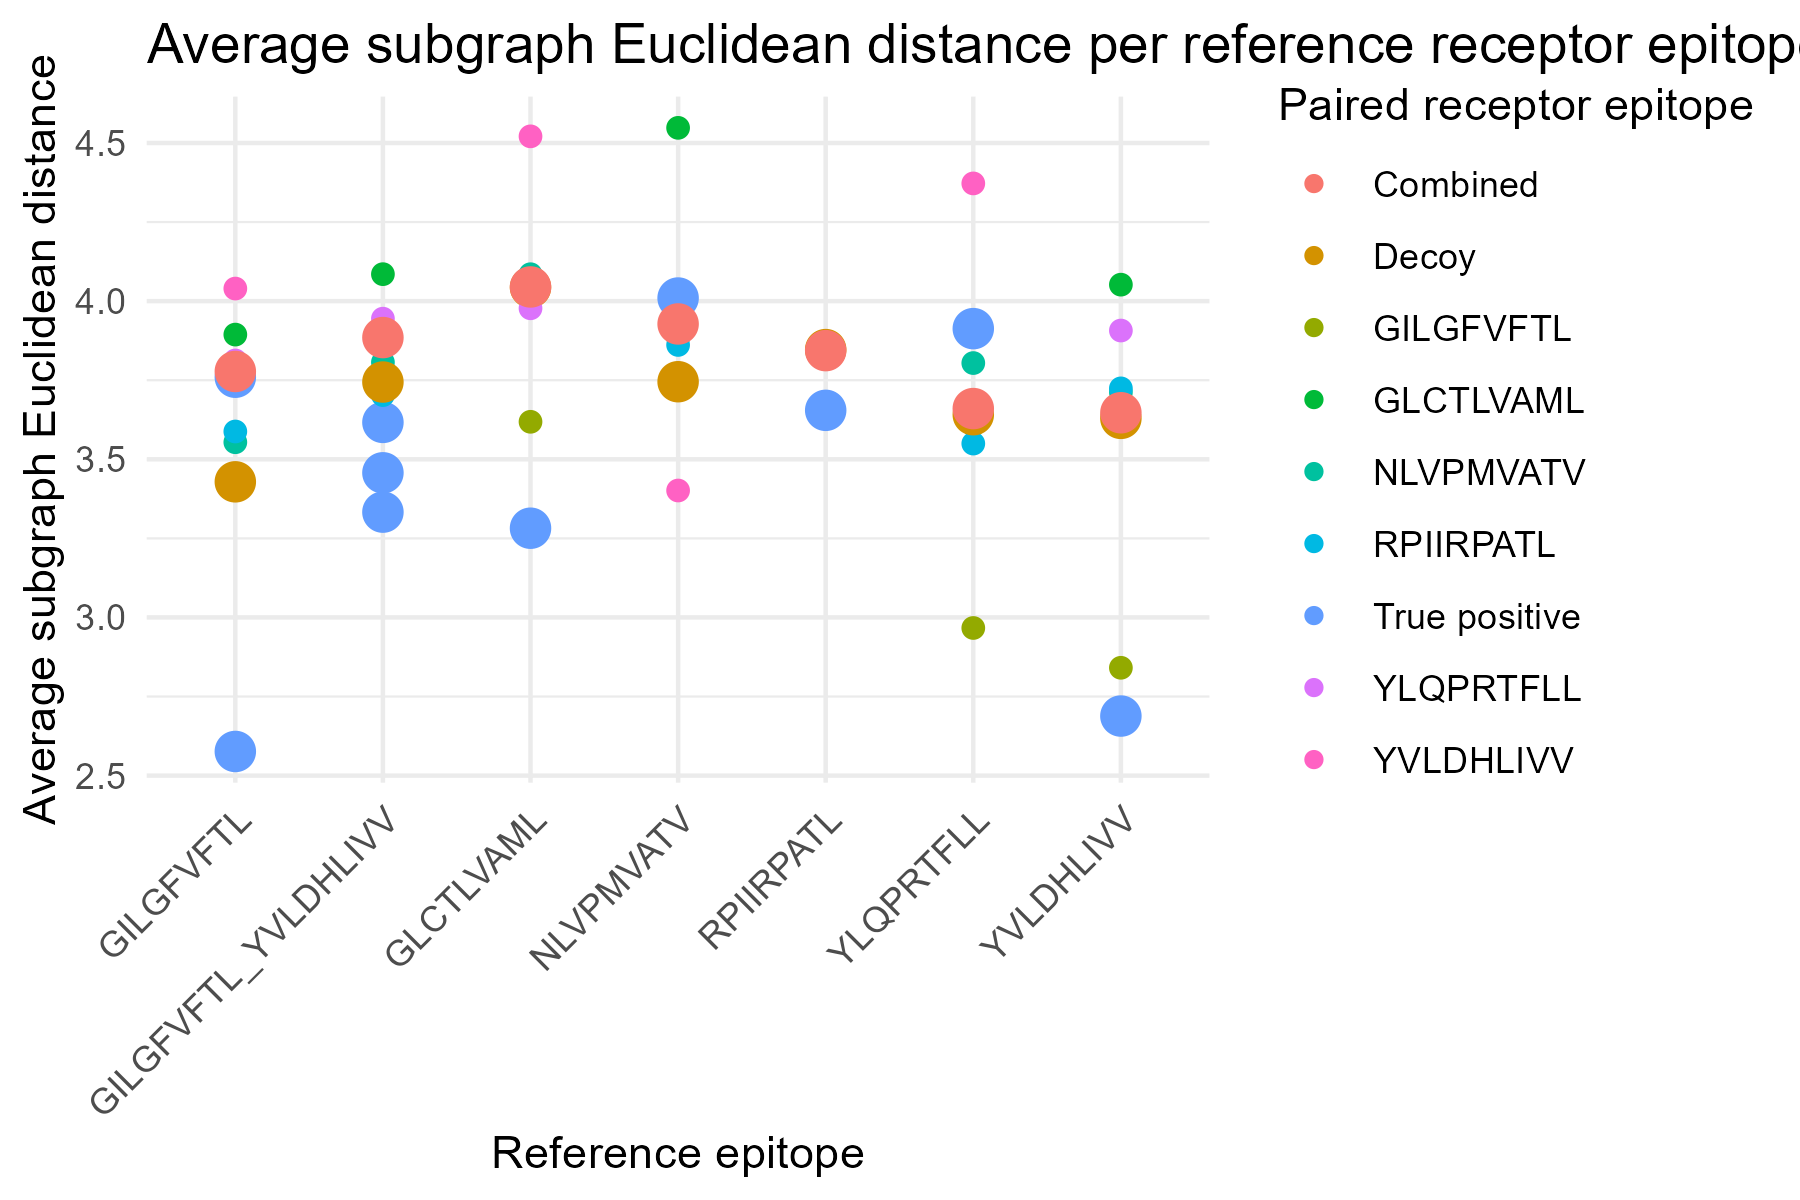 Average subgraph Euclidean distance per reference receptor epitope
Average subgraph Euclidean distance
4.5
4.0
3.5
3.0
2.5
GILGFVFTL
GILGFVFTL_YVLDHLIVV
GLCTLVAML
NLVPMVATV
RPIIRPATL
YLQPRTFLL
YVLDHLIVV
Reference epitope
Paired receptor epitope
Combined
Decoy
GILGFVFTL
GLCTLVAML
NLVPMVATV
RPIIRPATL
True positive
YLQPRTFLL
YVLDHLIVV